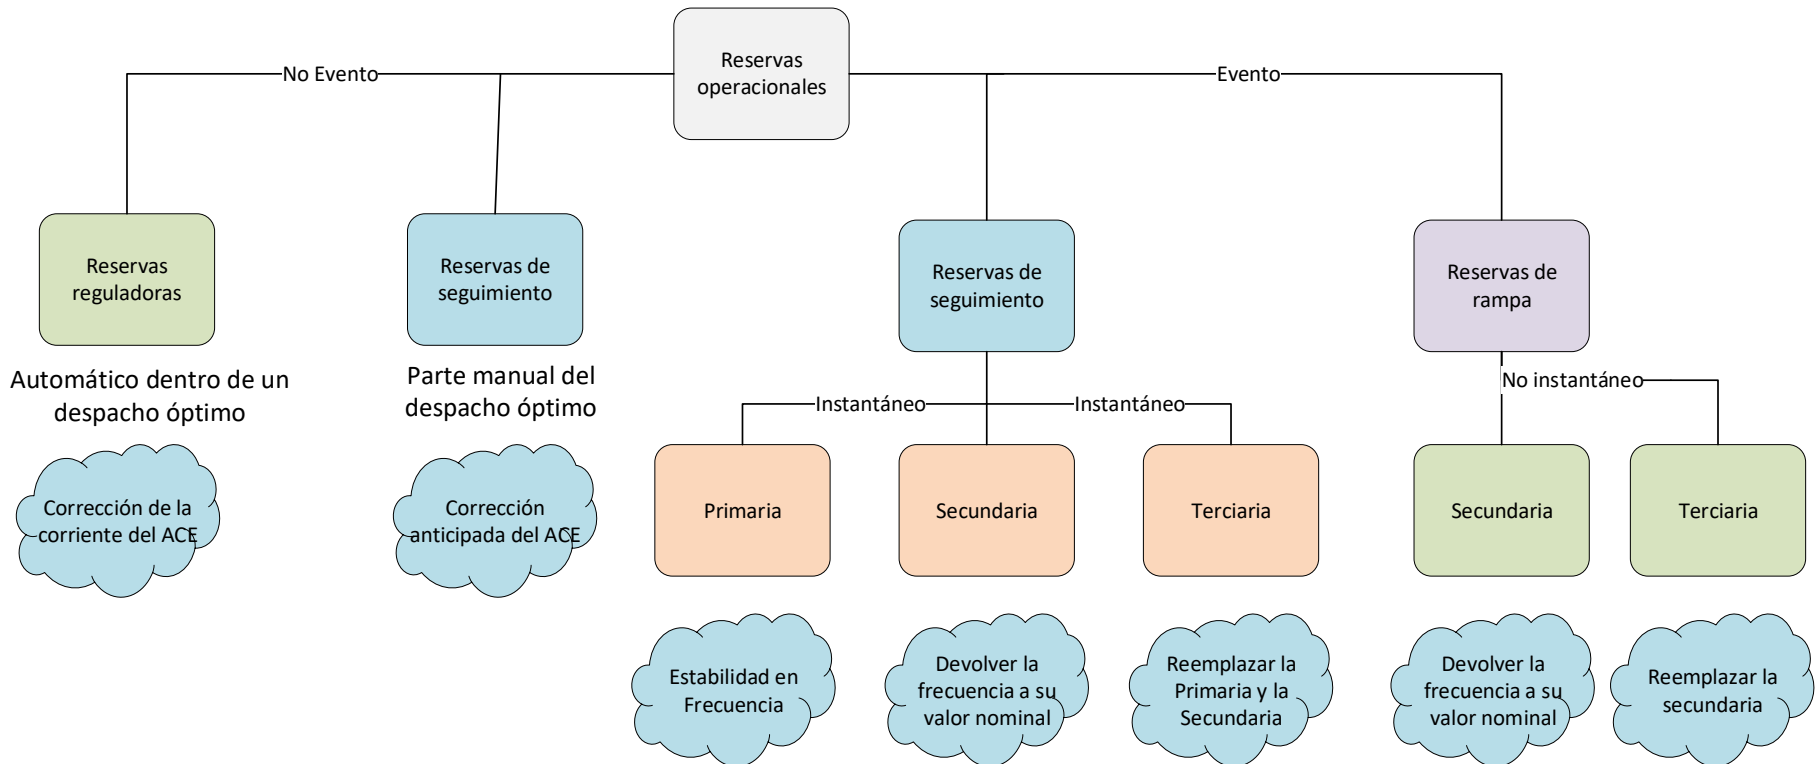 Reservas
operacionales
No Evento
Evento
Reservas
reguladoras
Reservas de
seguimiento
Reservas de
seguimiento
Reservas de
rampa
Automático dentro de un
despacho óptimo
Parte manual del
despacho óptimo
Instantáneo
Instantáneo
No instantáneo
Corrección de la
corriente del ACE
Corrección
anticipada del ACE
Primaria
Secundaria
Terciaria
Secundaria
Terciaria
Estabilidad en
Frecuencia
Devolver la
frecuencia a su
valor nominal
Reemplazar la
Primaria y la
Secundaria
Devolver la
frecuencia a su
valor nominal
Reemplazar la
secundaria